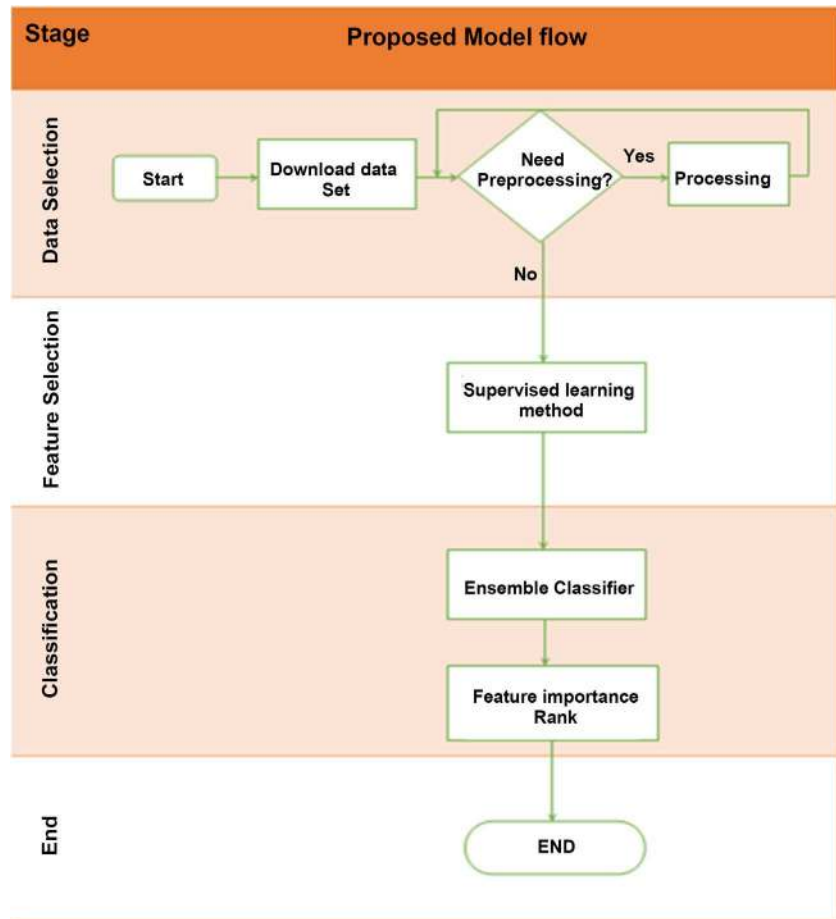 Stage
Proposed Model flow
Data Selection
Start
Download data
Set
Need
Preprocessing?
Yes
Processing
No
Feature Selection
Supervised learning
method
Classification
Ensemble Classifier
Feature importance
Rank
End
END